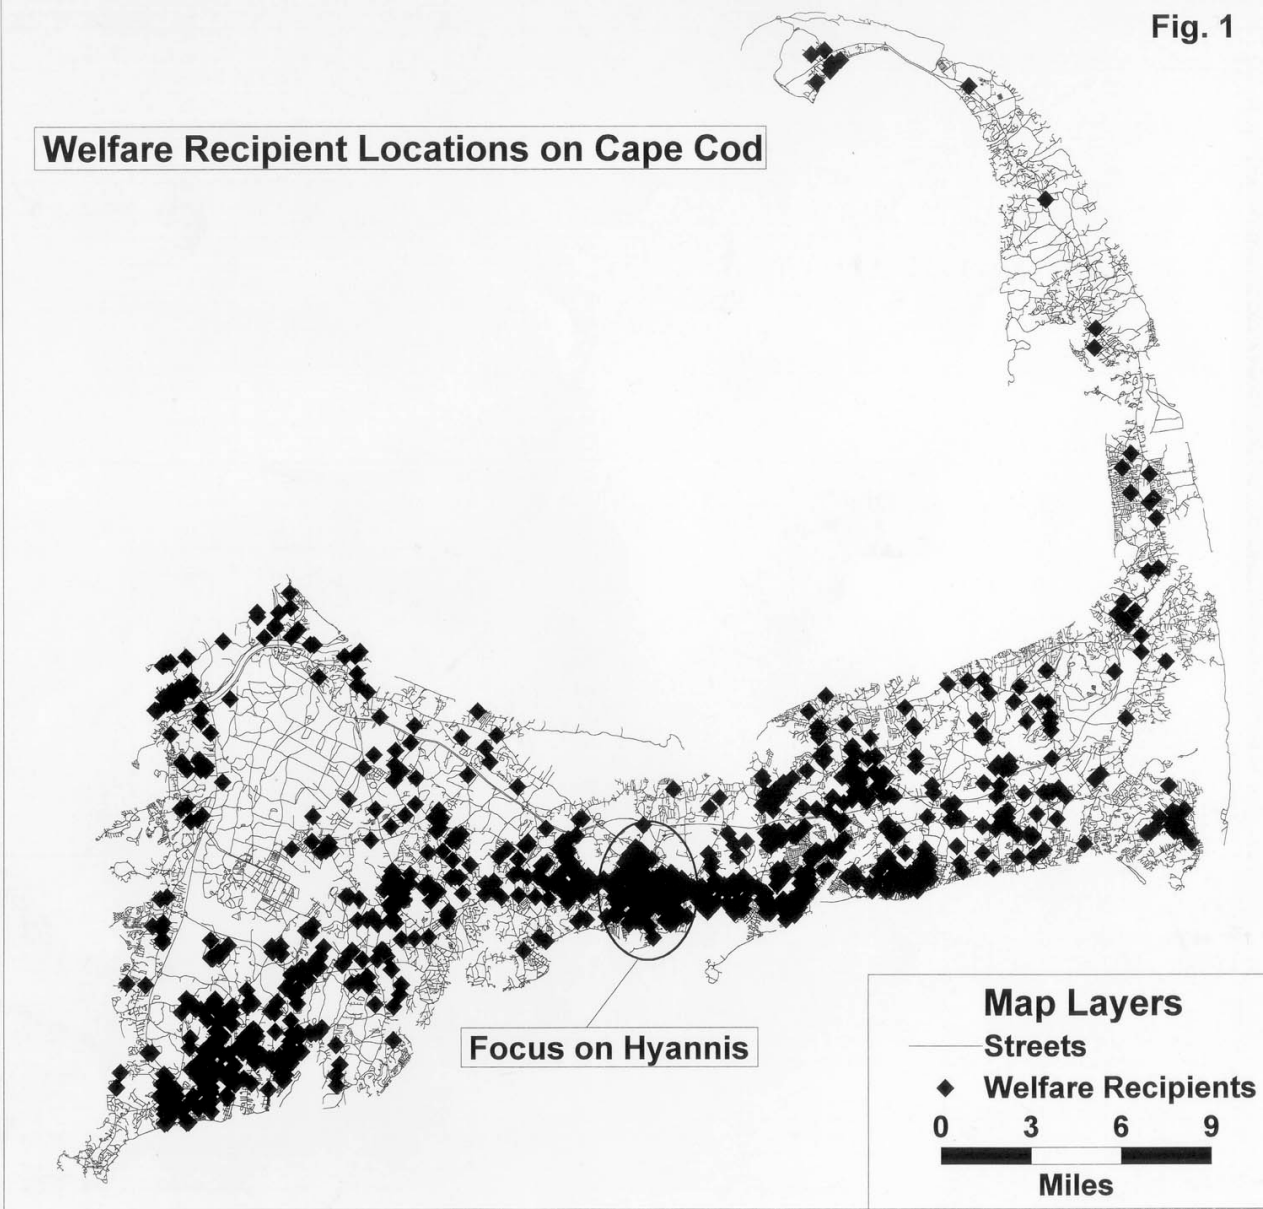 Fig. 1
Welfare Recipient Locations on Cape Cod
Focus on Hyannis
Map Layers
Streets
Welfare Recipients
0 3 6 9
Miles